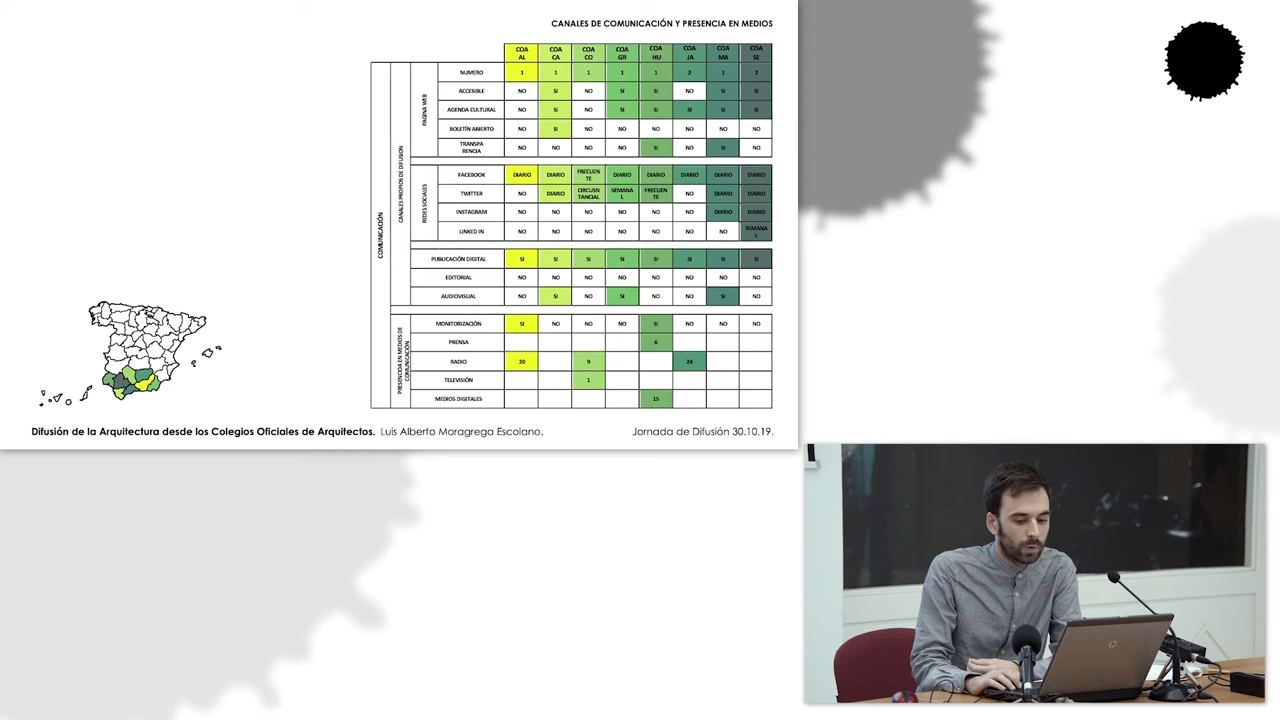 CANALES DE COMUNICACIÓN Y PRESENCIA EN MEDIOS
COA AL COA CA COA CO COA GR COA HU COA JA COA MA COA SE
COMUNICACIÓN
CANALES PROPIOS DE DIFUSION
PAGINA WEB
NUMERO 1 1 1 1 1 2 1 2
ACCESIBLE NO SI NO SI SI NO SI SI
AGENDA CULTURAL NO SI NO SI SI SI SI SI
BOLETÍN ABIERTO NO SI NO NO NO NO NO NO
TRANSPA RENCIA NO NO NO NO SI NO SI NO
REDES SOCIALES
FACEBOOK DIARIO DIARIO FRECUEN TE DIARIO DIARIO DIARIO DIARIO DIARIO
TWITTER NO DIARIO CIRCUSN TANCIAL SEMANA L FRECUEN TE NO DIARIO DIARIO
INSTAGRAM NO NO NO NO NO NO DIARIO DIARIO
LINKED IN NO NO NO NO NO NO NO SEMANA L
PUBLICACIÓN DIGITAL SI SI SI SI SI SI SI SI
EDITORIAL NO NO NO NO NO NO NO NO
AUDIOVISUAL NO SI NO SI NO NO SI NO
PRESENCIOA EN MEDIOS DE COMUNICACIÓN
MONITORIZACIÓN SI NO NO NO SI NO NO NO
PRENSA 6
RADIO 20 9 24
TELEVISIÓN 1
MEDIOS DIGITALES 15
Difusión de la Arquitectura desde los Colegios Oficiales de Arquitectos. Luis Alberto Moragrega Escolano. Jornada de Difusión 30.10.19.